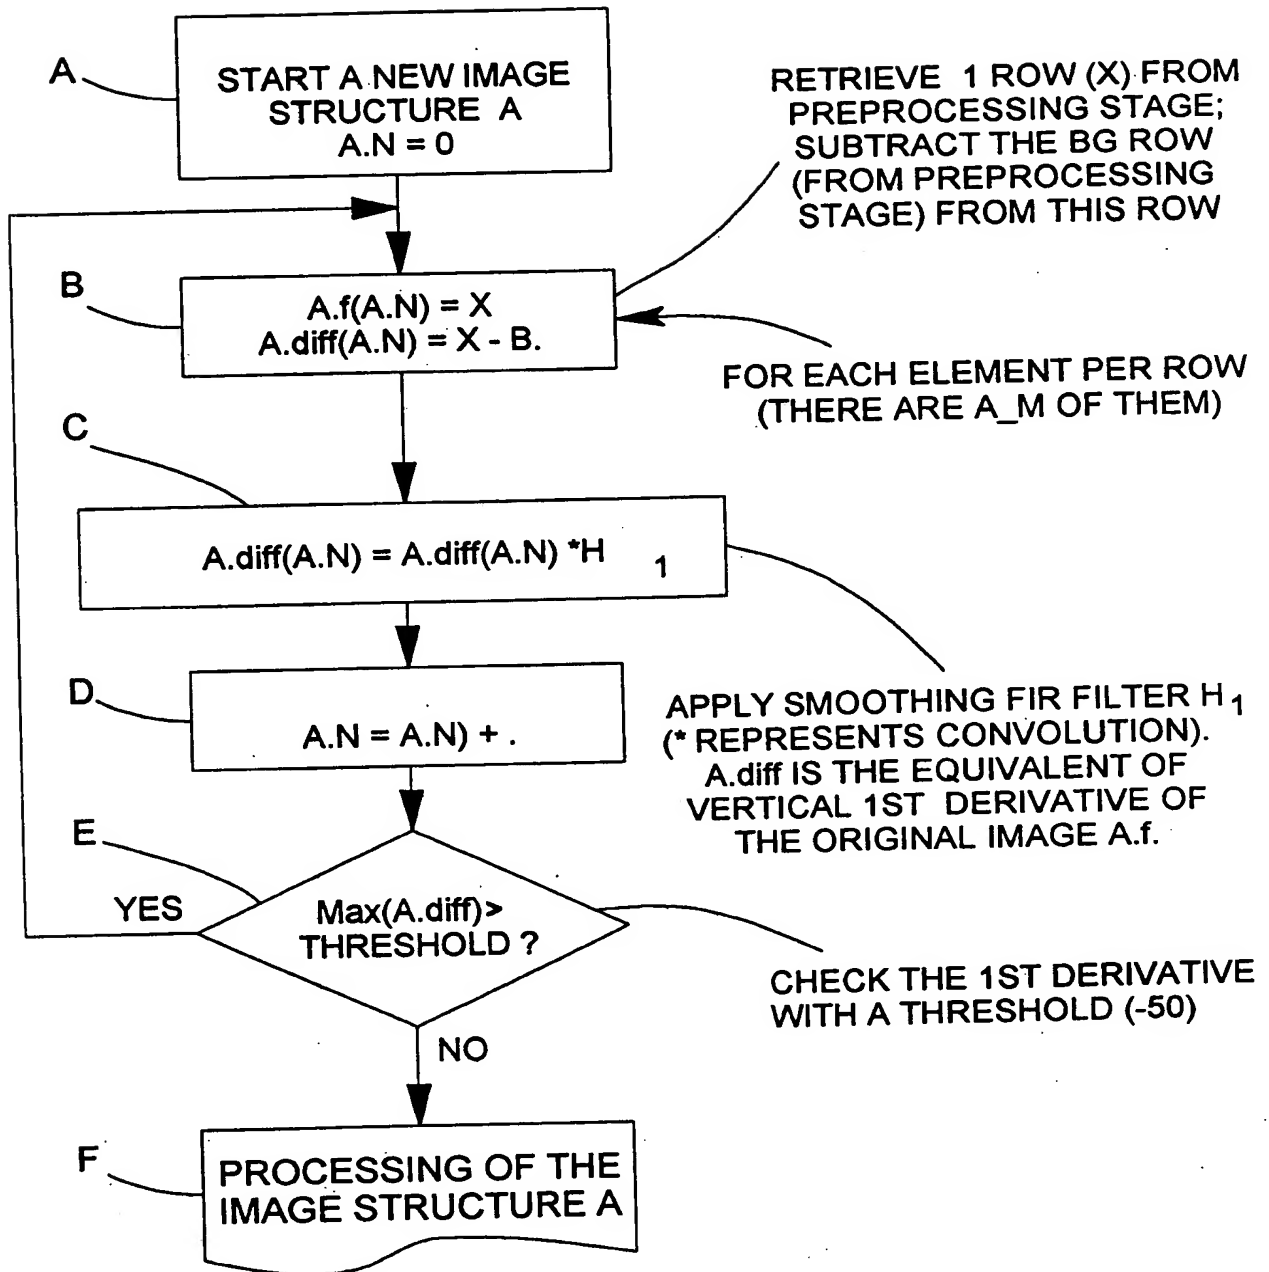 A
START A NEW IMAGE
STRUCTURE A
A.N = 0
RETRIEVE 1 ROW (X) FROM
PREPROCESSING STAGE;
SUBTRACT THE BG ROW
(FROM PREPROCESSING
STAGE) FROM THIS ROW
B
A.f(A.N) = X
A.diff(A.N) = X - B.
FOR EACH ELEMENT PER ROW
(THERE ARE A_M OF THEM)
C
A.diff(A.N) = A.diff(A.N) *H 1
D
A.N = A.N) + .
APPLY SMOOTHING FIR FILTER H1
(* REPRESENTS CONVOLUTION).
A.diff IS THE EQUIVALENT OF
VERTICAL 1ST DERIVATIVE OF
THE ORIGINAL IMAGE A.f.
E
YES
Max(A.diff)>
THRESHOLD ?
CHECK THE 1ST DERIVATIVE
WITH A THRESHOLD (-50)
NO
F
PROCESSING OF THE
IMAGE STRUCTURE A